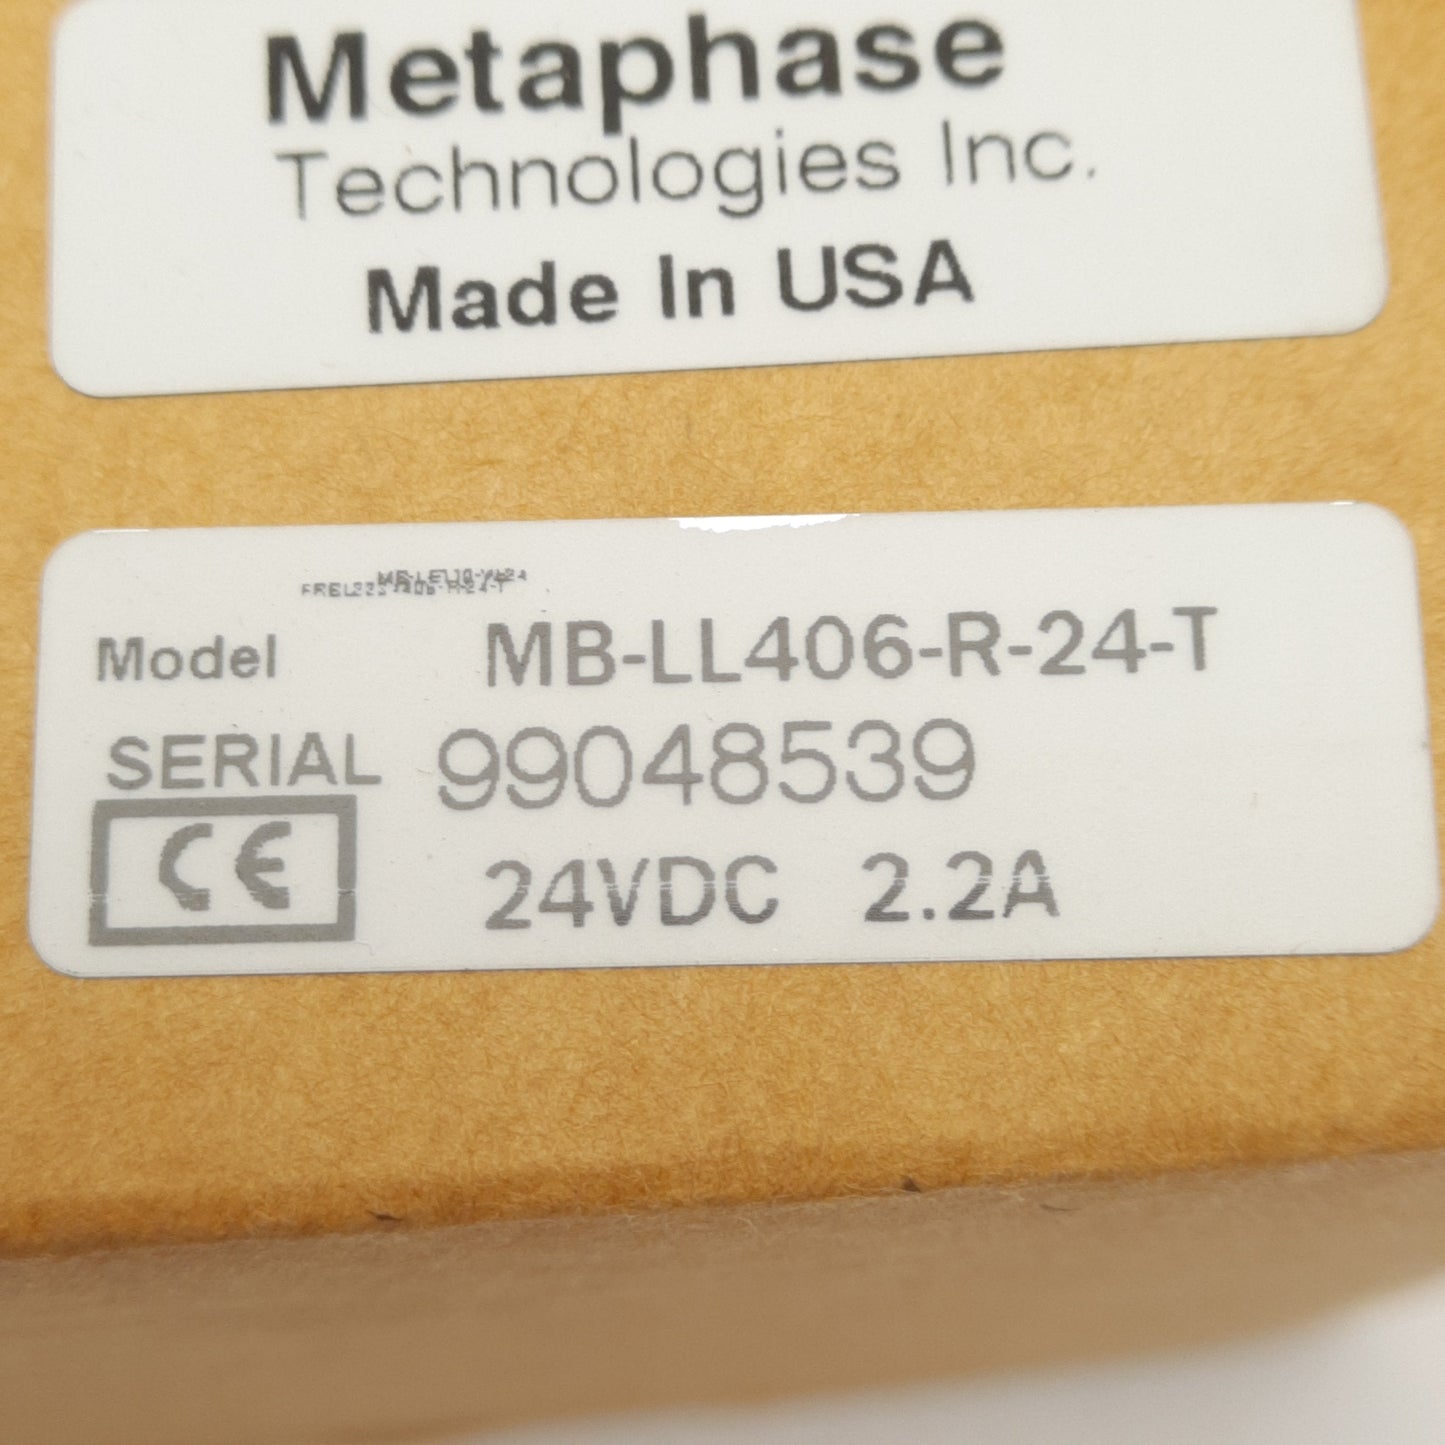 Metaphase
Technologies Inc.
Made In USA
Model MB-LL406-R-24-T
SERIAL 99048539
CE 24VDC 2.2A